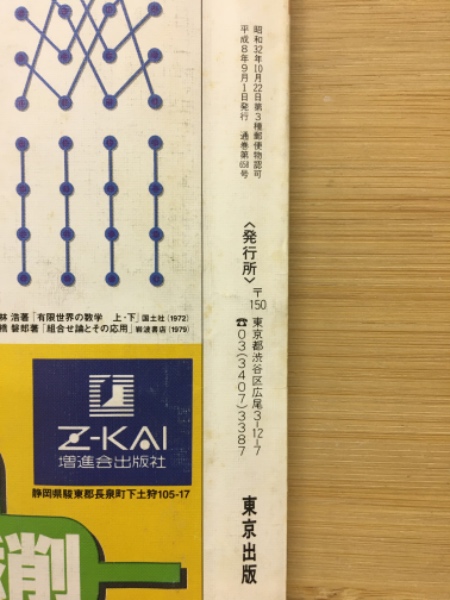 昭和32年10月22日第3種郵便物認可
平成8年9月1日発行　通巻第658号
〈発行所〉〒150 東京都渋谷区広尾3-12-7
☎03(3407)3387
東京出版
林 浩著「有限世界の数学　上・下」国土社(1972)
橋 磐郎著「組合せ論とその応用」岩波書店(1979)
Z-KAI
増進会出版社
静岡県駿東郡長泉町下土狩105-17
削